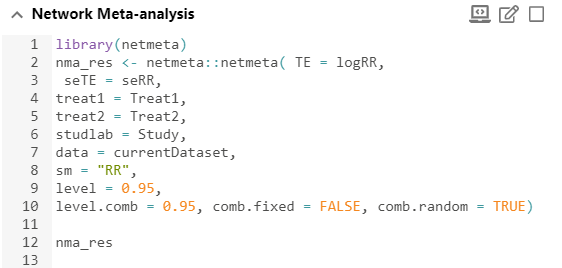 Network Meta-analysis
1 library(netmeta)
2 nma_res <- netmeta::netmeta( TE = logRR,
3  seTE = seRR,
4 treat1 = Treat1,
5 treat2 = Treat2,
6 studlab = Study,
7 data = currentDataset,
8 sm = "RR",
9 level = 0.95,
10 level.comb = 0.95, comb.fixed = FALSE, comb.random = TRUE)
11
12 nma_res
13